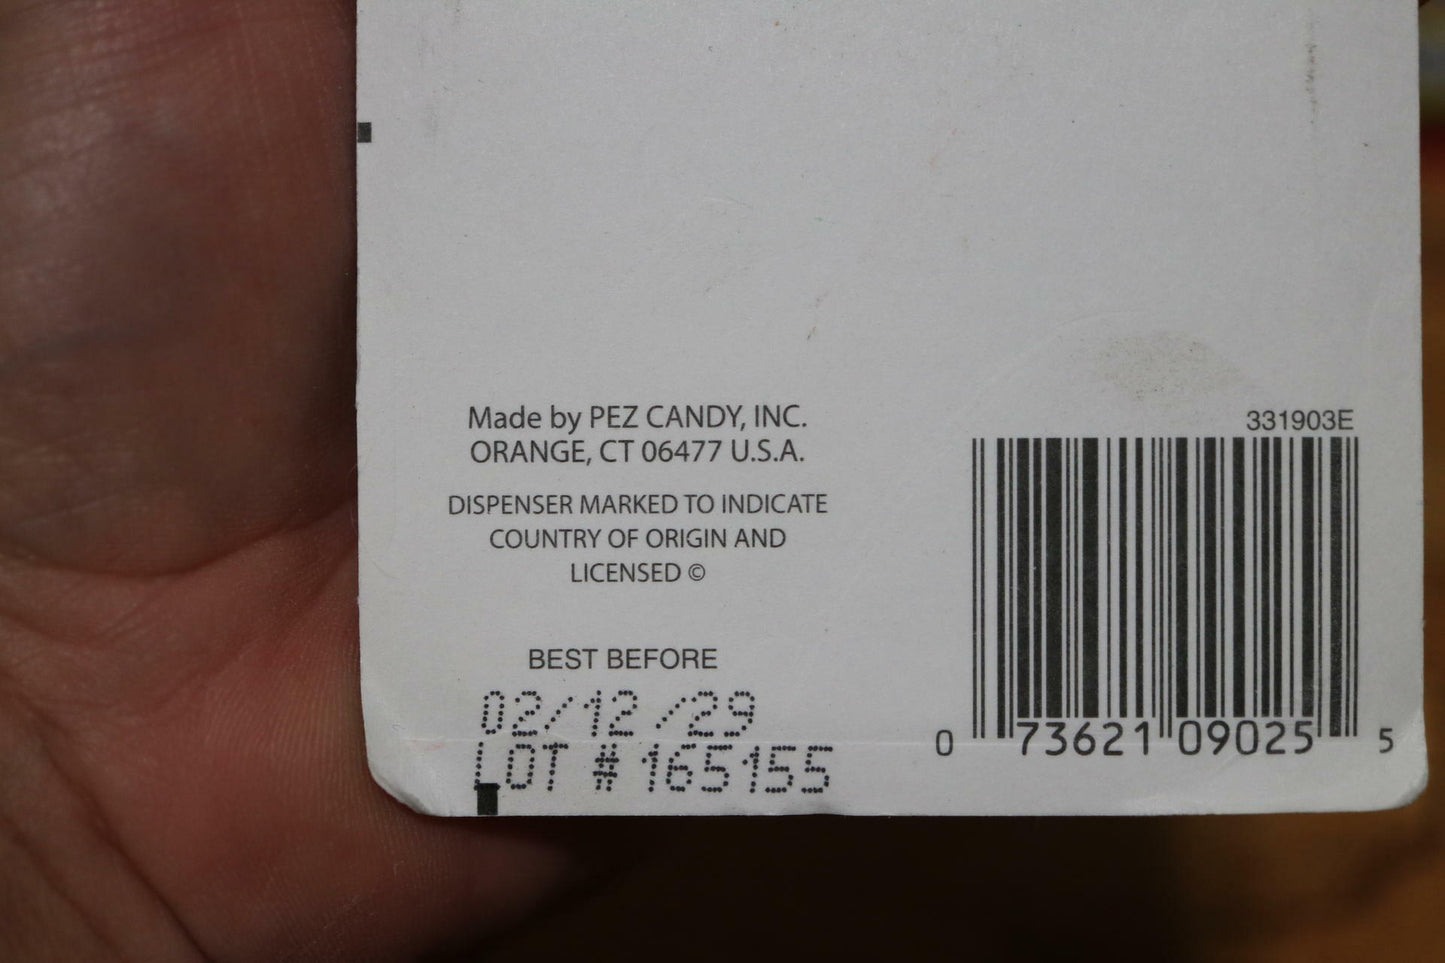 Made by PEZ CANDY, INC.
ORANGE, CT 06477 U.S.A.
DISPENSER MARKED TO INDICATE
COUNTRY OF ORIGIN AND
LICENSED ©
BEST BEFORE
02/12/29
LOT # 165155
331903E
0 73621 09025 5